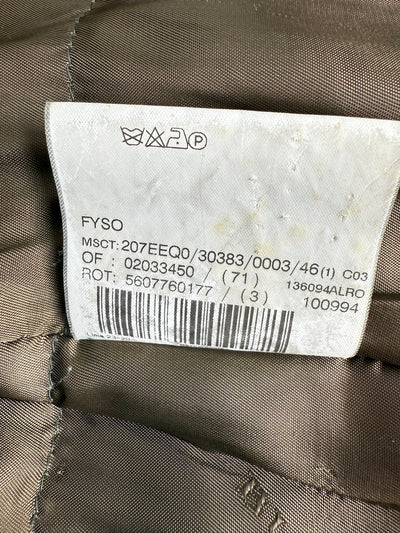 P
FYSO
MSCT: 207EEQ0/30383/0003/46(1) C03
OF : 02033450 / (71) 136094ALRO
ROT: 5607760177 / (3) 100994